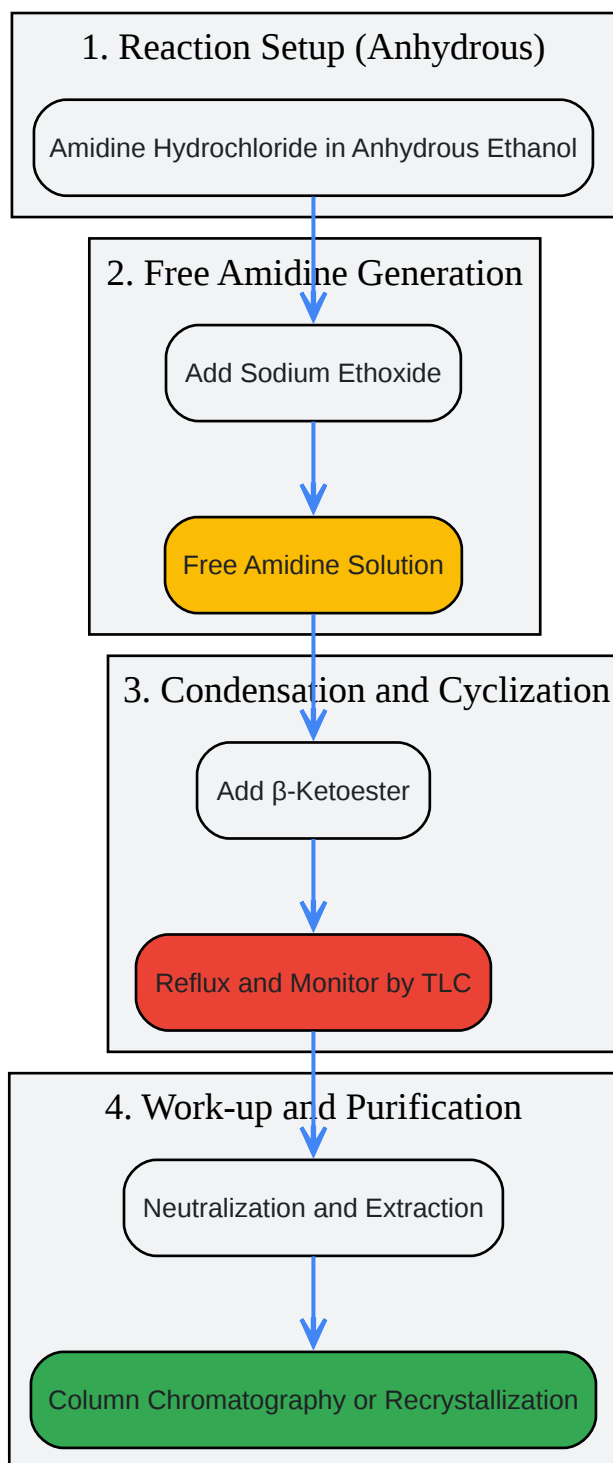 1. Reaction Setup (Anhydrous)
Amidine Hydrochloride in Anhydrous Ethanol
2. Free Amidine Generation
Add Sodium Ethoxide
Free Amidine Solution
3. Condensation and Cyclization
Add β-Ketoester
Reflux and Monitor by TLC
4. Work-up and Purification
Neutralization and Extraction
Column Chromatography or Recrystallization